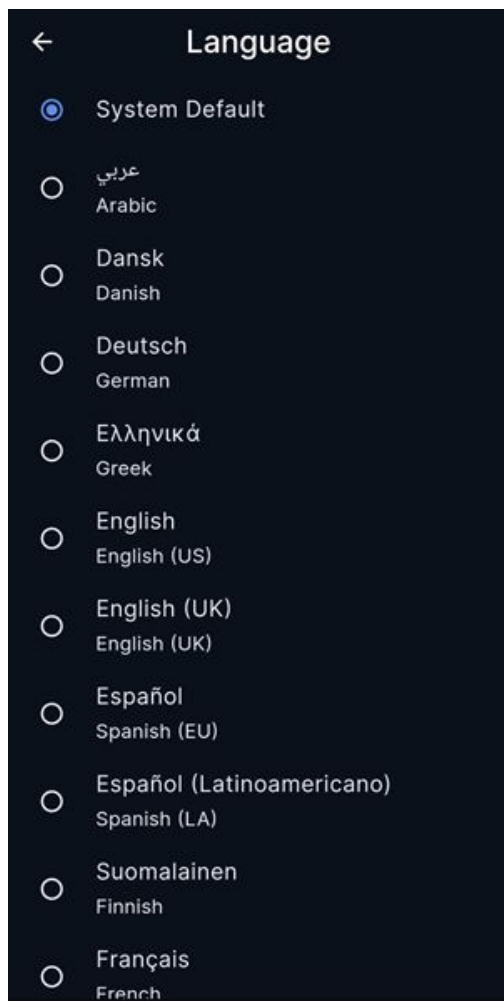 Language
System Default
عربي
Arabic
Dansk
Danish
Deutsch
German
Ελληνικά
Greek
English
English (US)
English (UK)
English (UK)
Español
Spanish (EU)
Español (Latinoamericano)
Spanish (LA)
Suomalainen
Finnish
Français
French